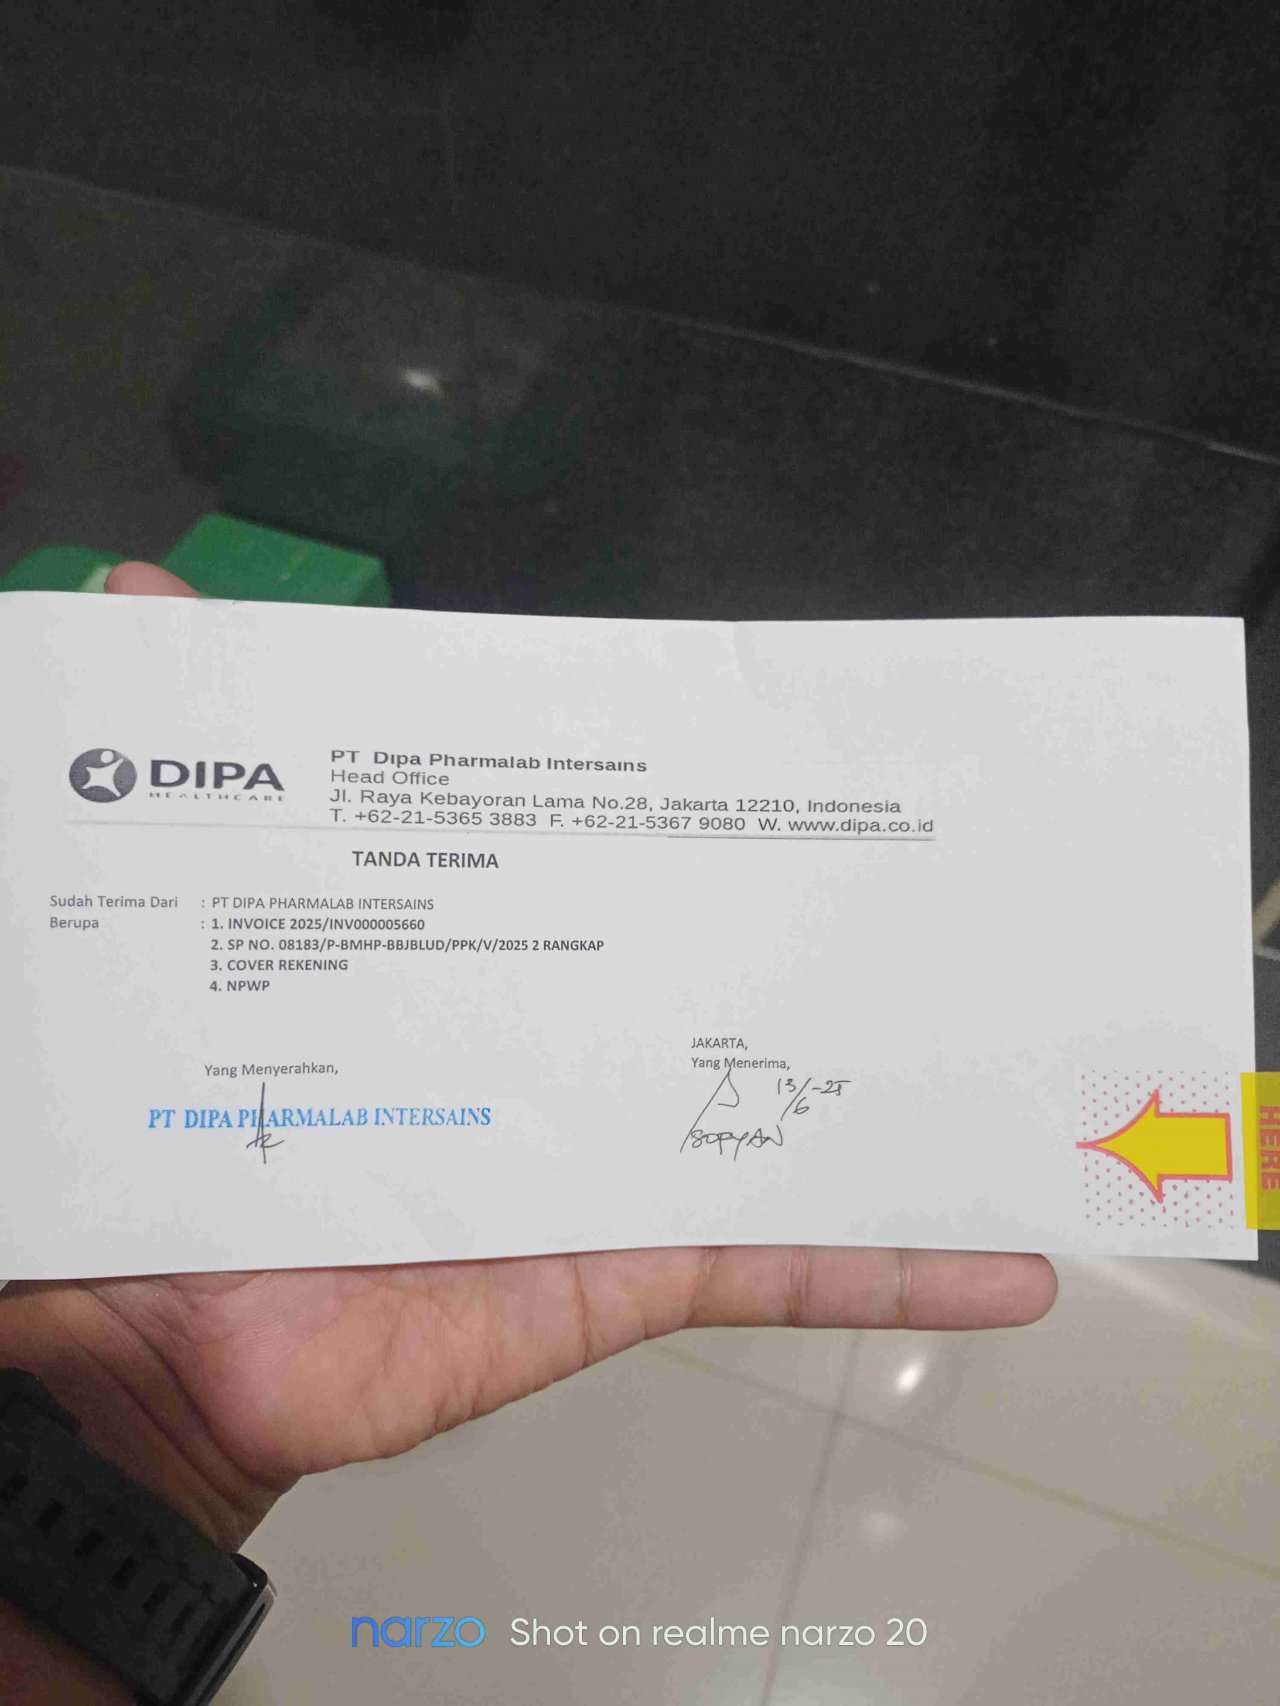 DIPA
HEALTHCARE
PT Dipa Pharmalab Intersains
Head Office
Jl. Raya Kebayoran Lama No.28, Jakarta 12210, Indonesia
T. +62-21-5365 3883 F. +62-21-5367 9080 W. www.dipa.co.id
TANDA TERIMA
Sudah Terima Dari : PT DIPA PHARMALAB INTERSAINS
Berupa : 1. INVOICE 2025/INV000005660
2. SP NO. 08183/P-BMHP-BBJBLUD/PPK/V/2025 2 RANGKAP
3. COVER REKENING
4. NPWP
Yang Menyerahkan,
PT DIPA PHARMALAB INTERSAINS
JAKARTA,
Yang Menerima,
13/6-25
SOPYAN
HERE
narzo Shot on realme narzo 20